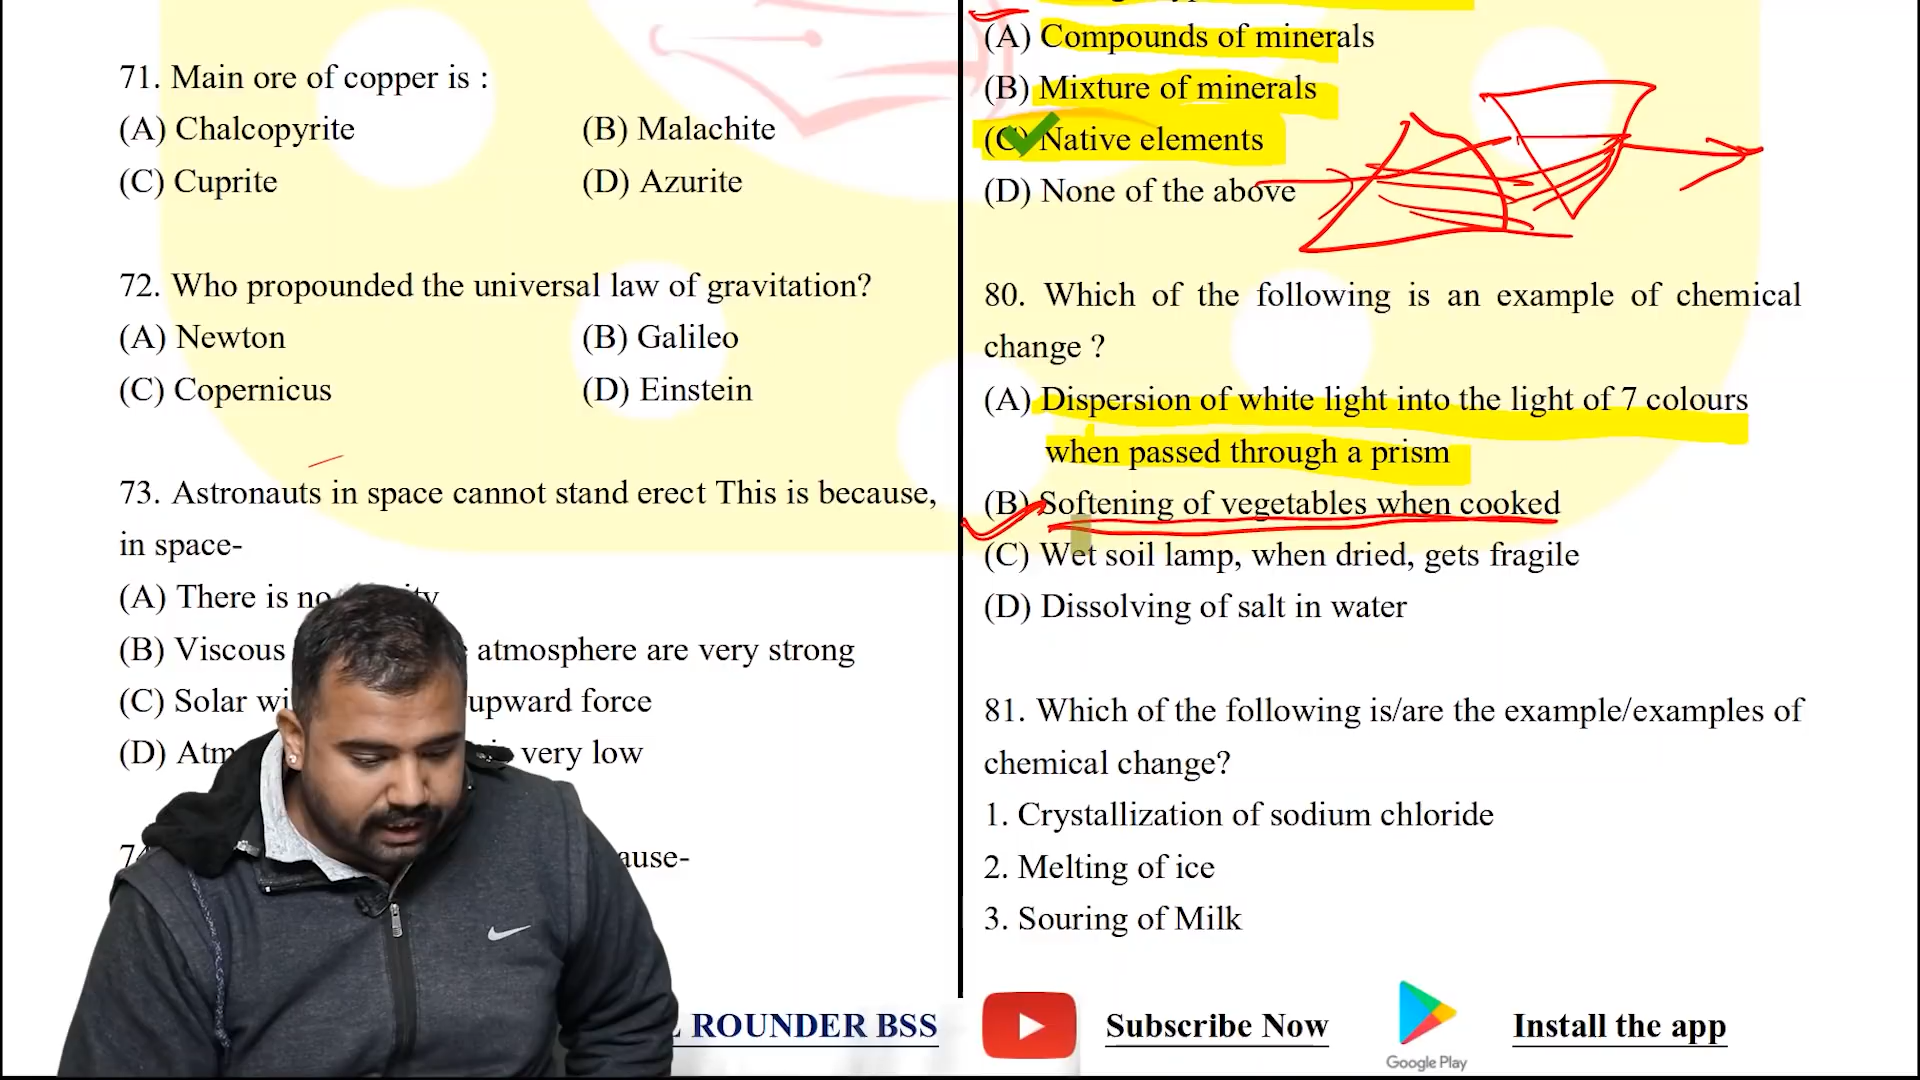 71. Main ore of copper is :
(A) Chalcopyrite (B) Malachite
(C) Cuprite (D) Azurite
72. Who propounded the universal law of gravitation?
(A) Newton (B) Galileo
(C) Copernicus (D) Einstein
73. Astronauts in space cannot stand erect This is because,
in space-
(A) There is no
(B) Viscous atmosphere are very strong
(C) Solar upward force
(D) very low
ause-
(A) Compounds of minerals
(B) Mixture of minerals
(C) Native elements
(D) None of the above
80. Which of the following is an example of chemical
change ?
(A) Dispersion of white light into the light of 7 colours
when passed through a prism
(B) Softening of vegetables when cooked
(C) Wet soil lamp, when dried, gets fragile
(D) Dissolving of salt in water
81. Which of the following is/are the example/examples of
chemical change?
1. Crystallization of sodium chloride
2. Melting of ice
3. Souring of Milk
ROUNDER BSS Subscribe Now Google Play Install the app